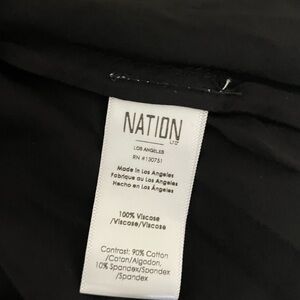 NATION
LTD
LOS ANGELES
RN #130751
Made in Los Angeles
Fabrique au Los Angeles
Hecho en Los Angeles
100% Viscose
/Viscose/Viscose
Contrast: 90% Cotton
/Coton/Algodon,
10% Spandex/Spandex
/Spandex